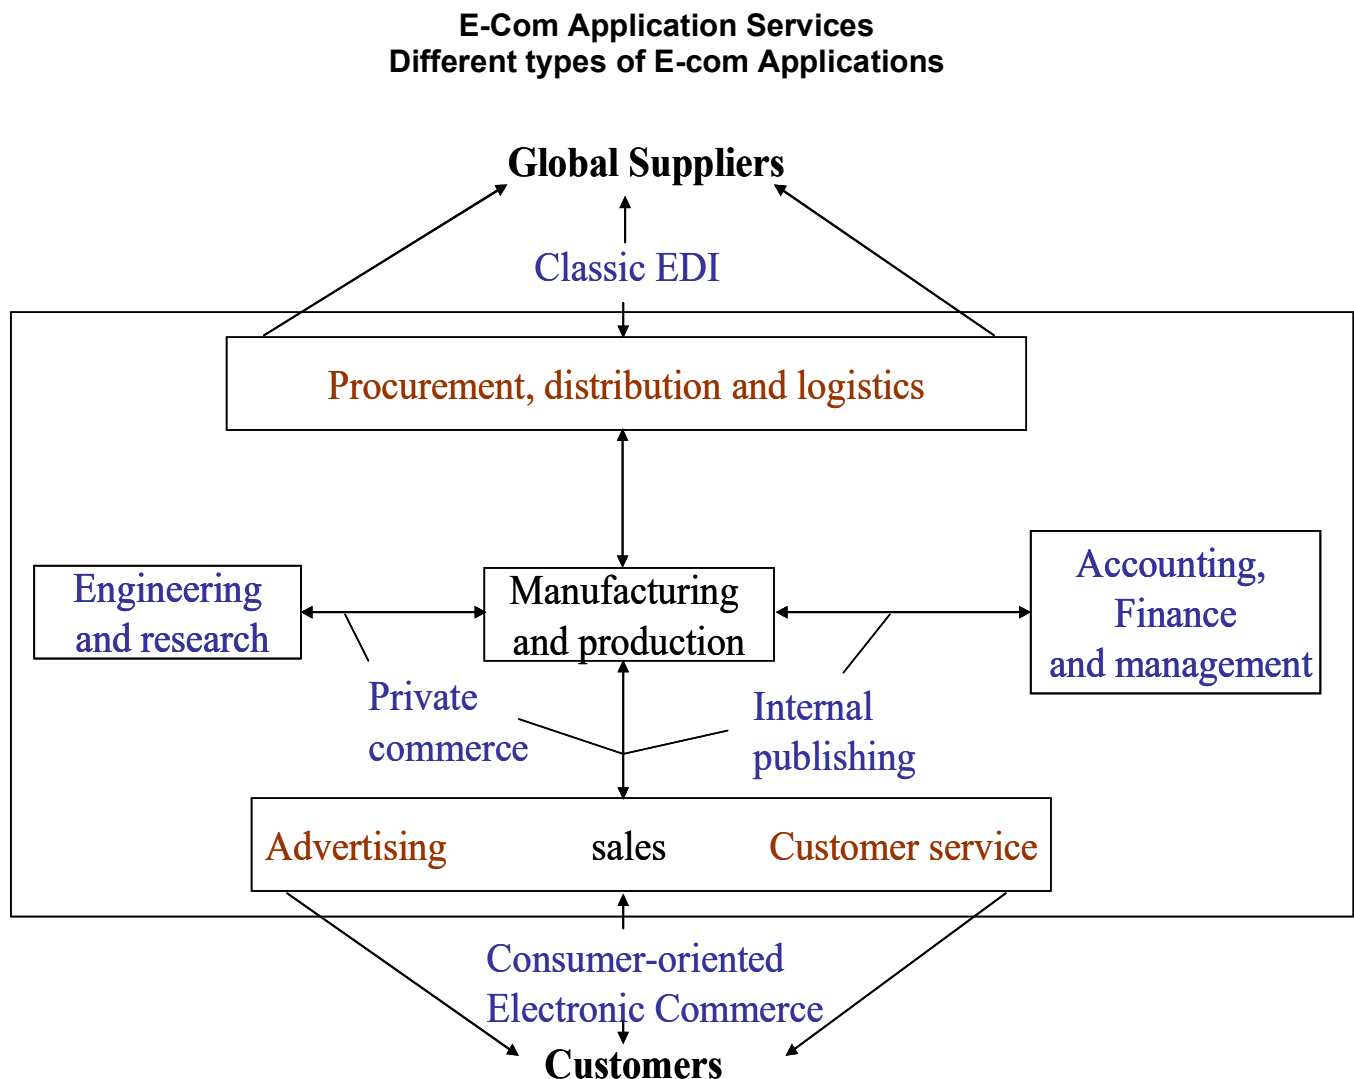 E-Com Application Services
Different types of E-com Applications
Global Suppliers
Classic EDI
Procurement, distribution and logistics
Engineering
and research
Manufacturing
and production
Accounting,
Finance
and management
Private
commerce
Internal
publishing
Advertising sales Customer service
Consumer-oriented
Electronic Commerce
Customers